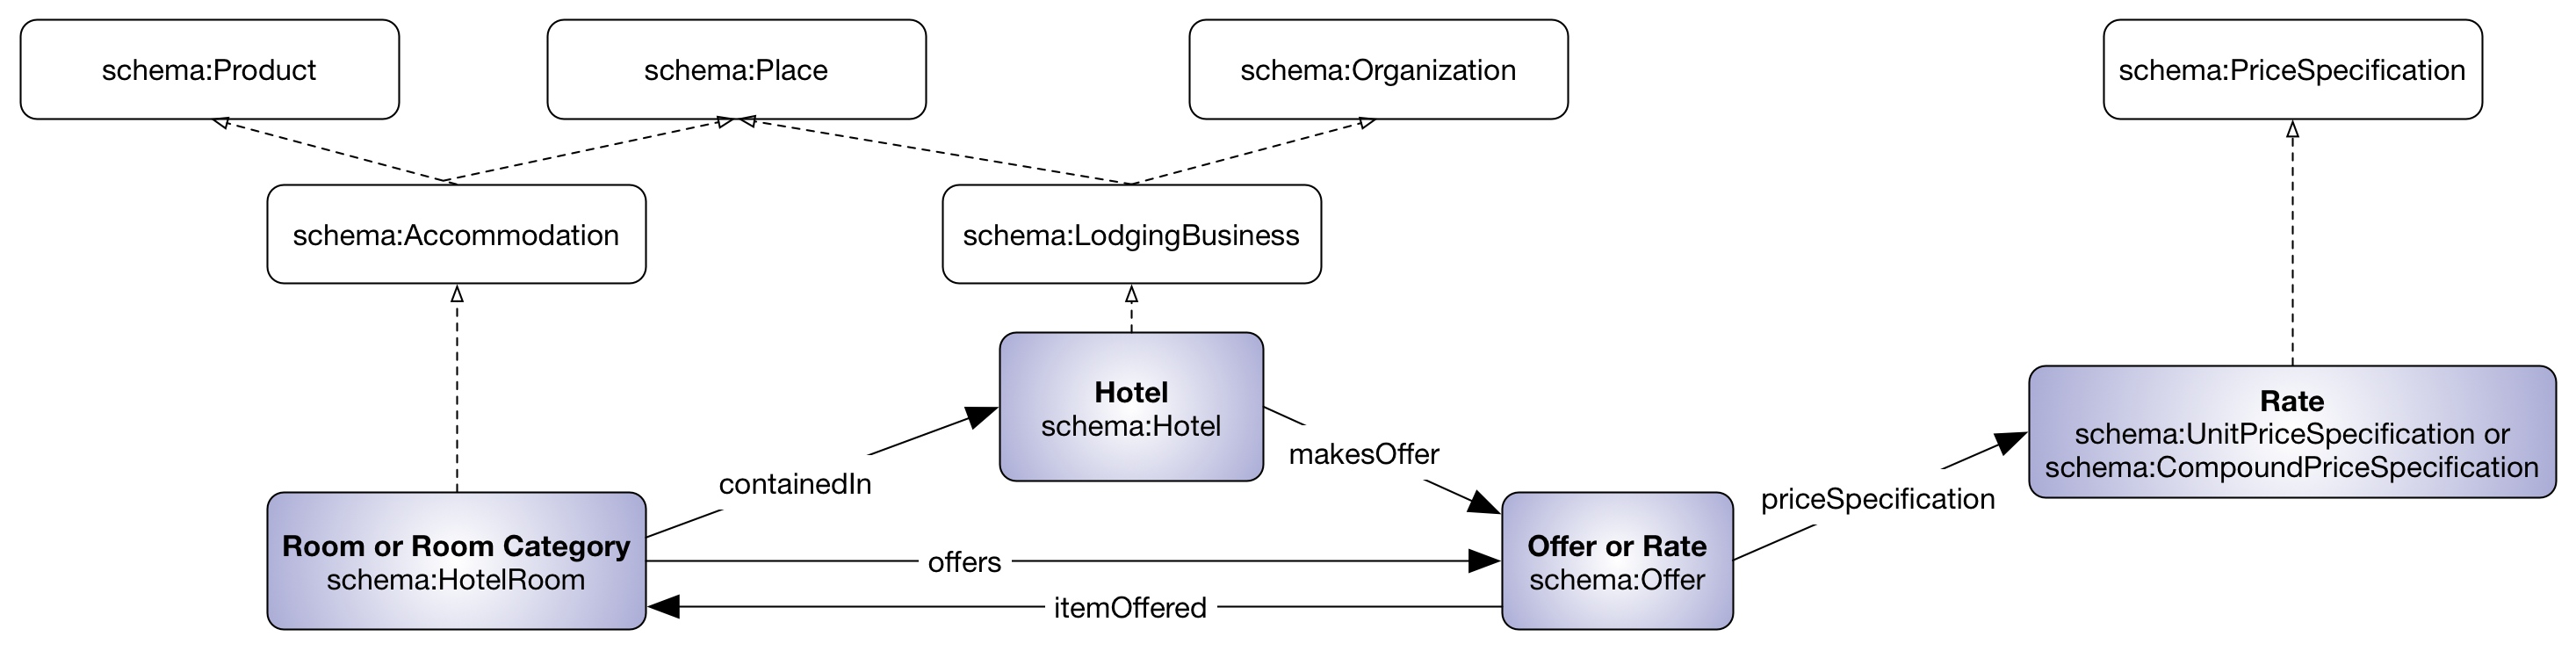 schema:Product
schema:Place
schema:Organization
schema:PriceSpecification
schema:Accommodation
schema:LodgingBusiness
Hotel
schema:Hotel
Rate
schema:UnitPriceSpecification or
schema:CompoundPriceSpecification
makesOffer
containedIn
priceSpecification
Room or Room Category
schema:HotelRoom
offers
Offer or Rate
schema:Offer
itemOffered